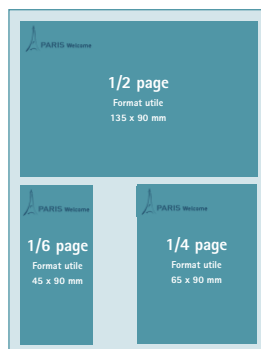 PARIS Welcome
1/2 page
Format utile
135 x 90 mm
PARIS Welcome
1/6 page
Format utile
45 x 90 mm
PARIS Welcome
1/4 page
Format utile
65 x 90 mm